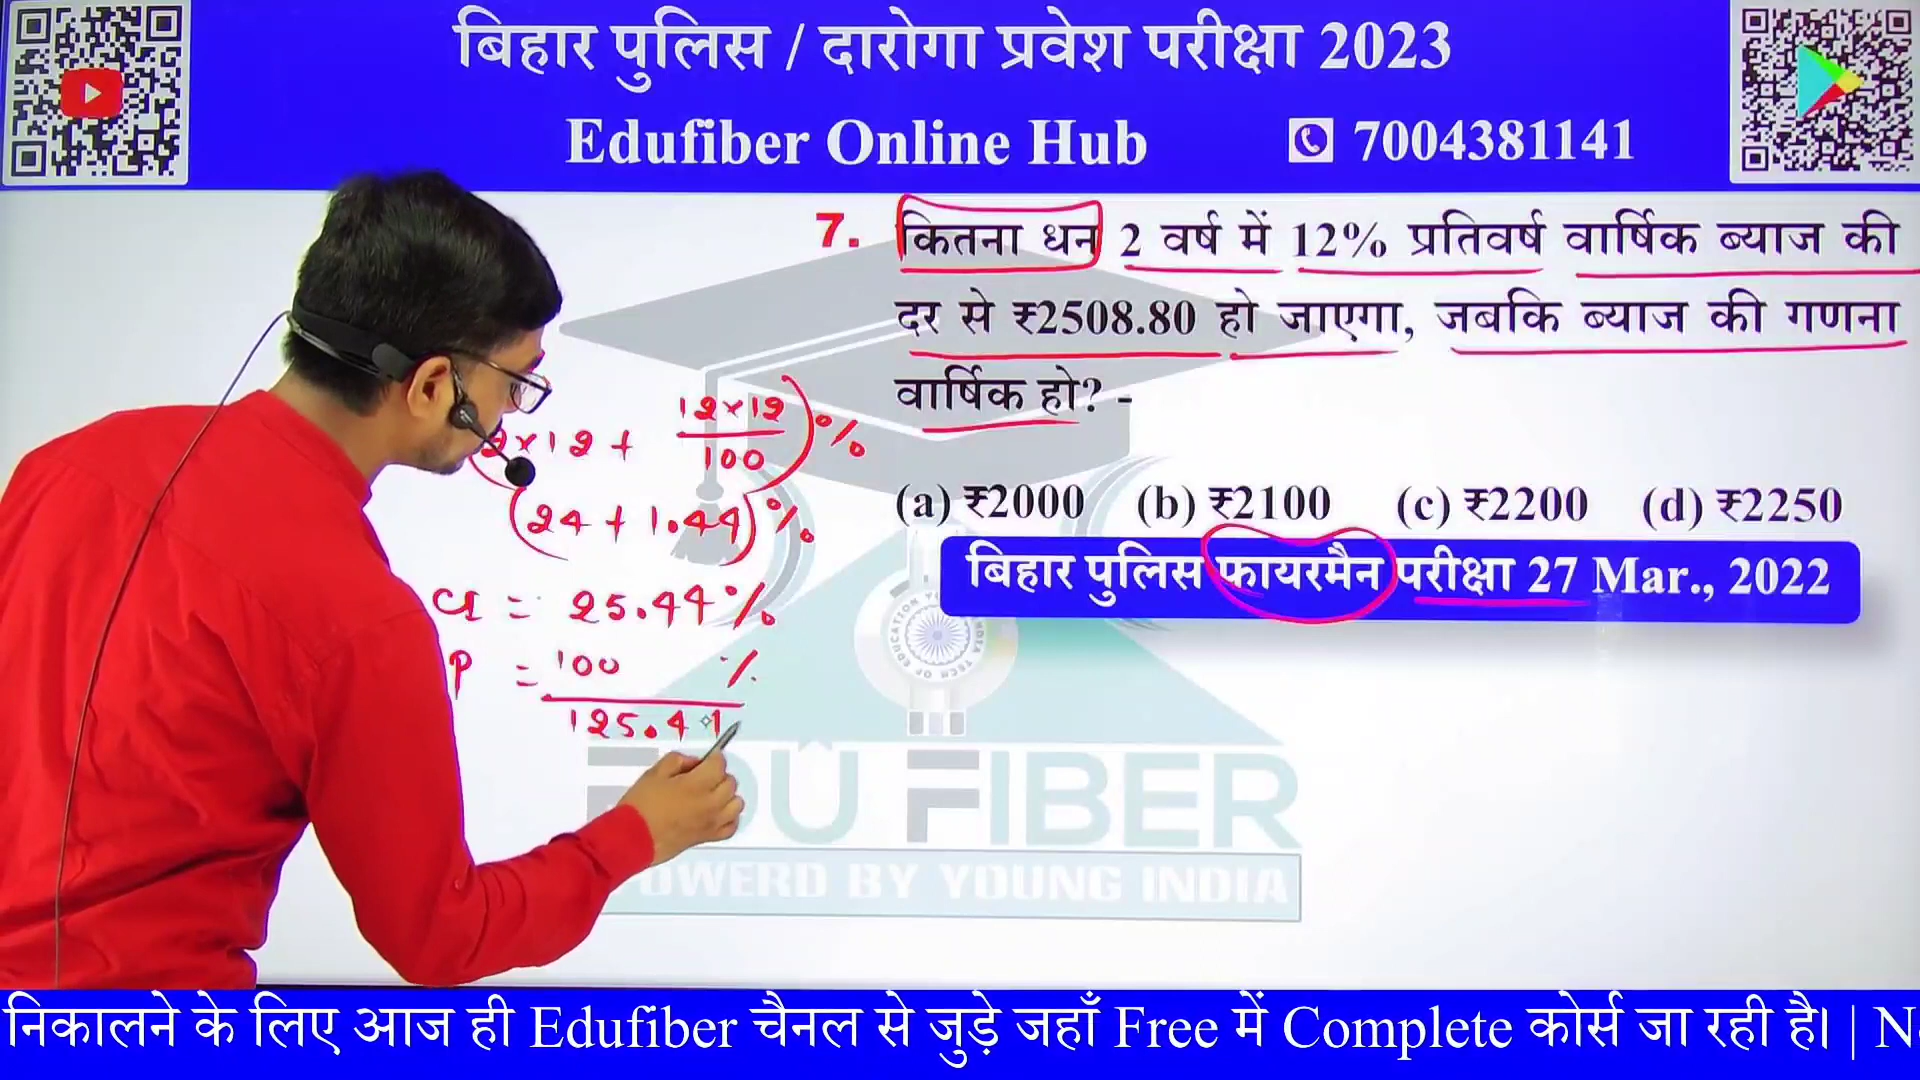 बिहार पुलिस / दारोगा प्रवेश परीक्षा 2023
Edufiber Online Hub 7004381141
7. कितना धन 2 वर्ष में 12% प्रतिवर्ष वार्षिक ब्याज की
दर से ₹2508.80 हो जाएगा, जबकि ब्याज की गणना
वार्षिक हो? -
(a) ₹2000 (b) ₹2100 (c) ₹2200 (d) ₹2250
बिहार पुलिस फायरमैन परीक्षा 27 Mar., 2022
2×12 + 12×12
100 )%
(24 + 1.44)%
CI = 25.44%
P = 100 %
125.44
EDU FIBER
POWERD BY YOUNG INDIA
निकालने के लिए आज ही Edufiber चैनल से जुड़े जहाँ Free में Complete कोर्स जा रही है। |